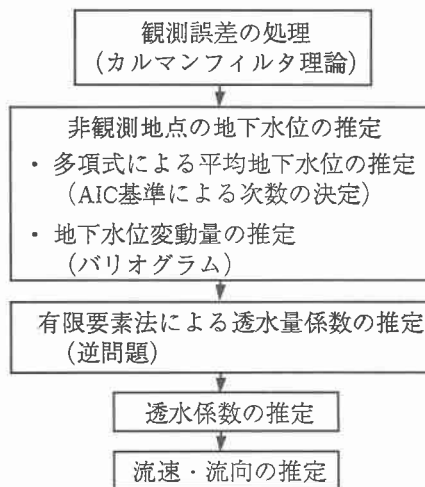 観測誤差の処理
(カルマンフィルタ理論)
非観測地点の地下水位の推定
・ 多項式による平均地下水位の推定
(AIC基準による次数の決定)
・ 地下水位変動量の推定
(バリオグラム)
有限要素法による透水量係数の推定
(逆問題)
透水係数の推定
流速・流向の推定